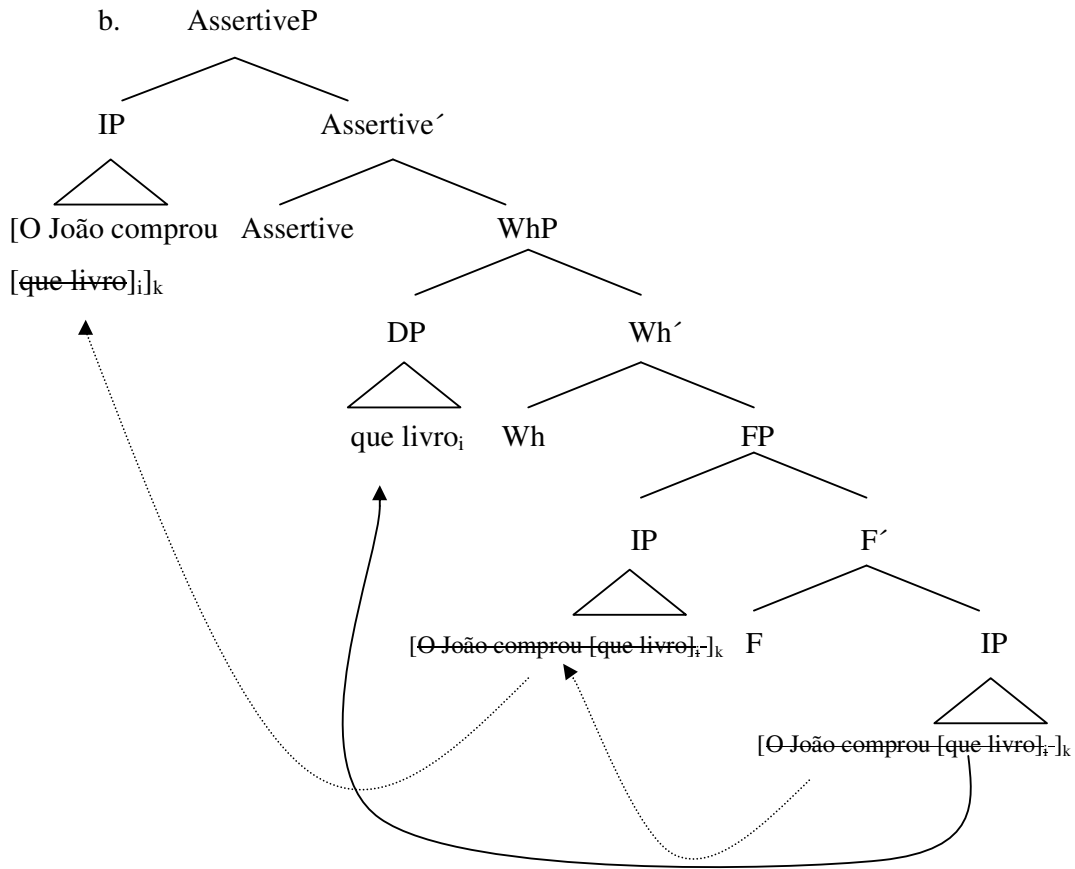 b. AssertiveP
IP Assertive´
[O João comprou Assertive WhP
[que livro]i]k
DP Wh´
que livroi Wh FP
IP F´
[O João comprou [que livro]i ]k F IP
[O João comprou [que livro]i ]k